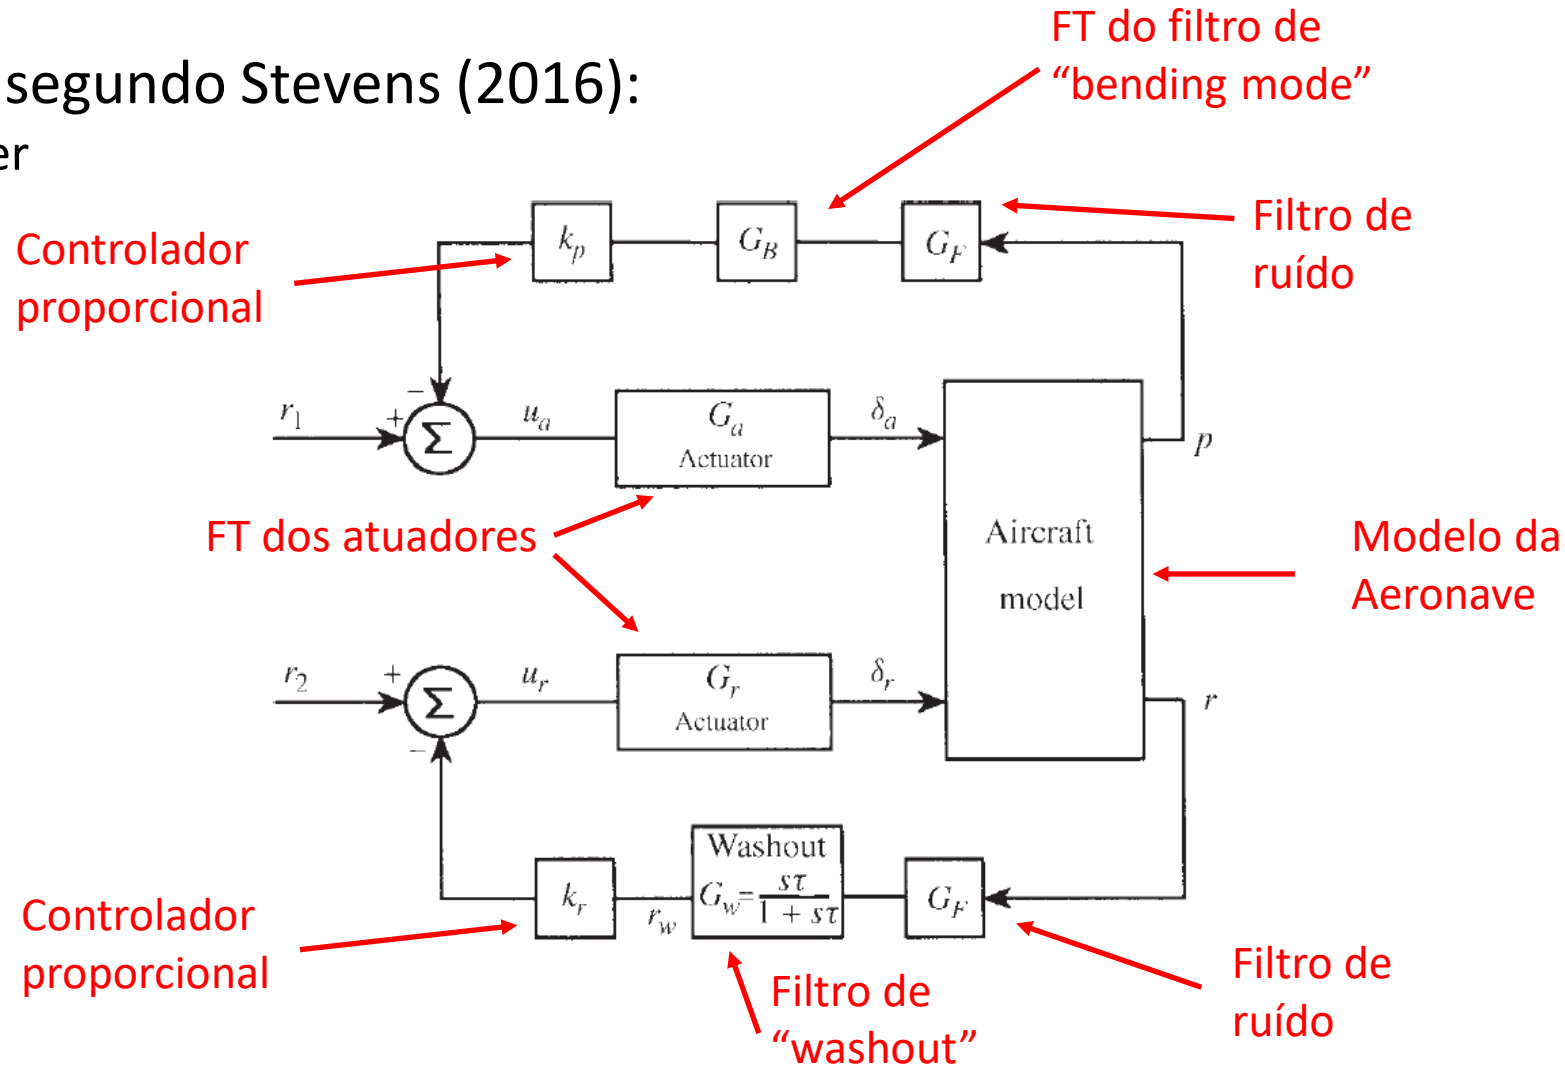 FT do filtro de
“bending mode”
segundo Stevens (2016):
er
Filtro de
ruído
Controlador
proporcional
k_p
G_B
G_F
r_1
+
−
Σ
u_a
G_a
Actuator
δ_a
p
FT dos atuadores
Aircraft
model
Modelo da
Aeronave
r_2
+
−
Σ
u_r
G_r
Actuator
δ_r
r
Controlador
proporcional
k_r
r_w
Washout
G_w = sτ / 1 + sτ
G_F
Filtro de
“washout”
Filtro de
ruído